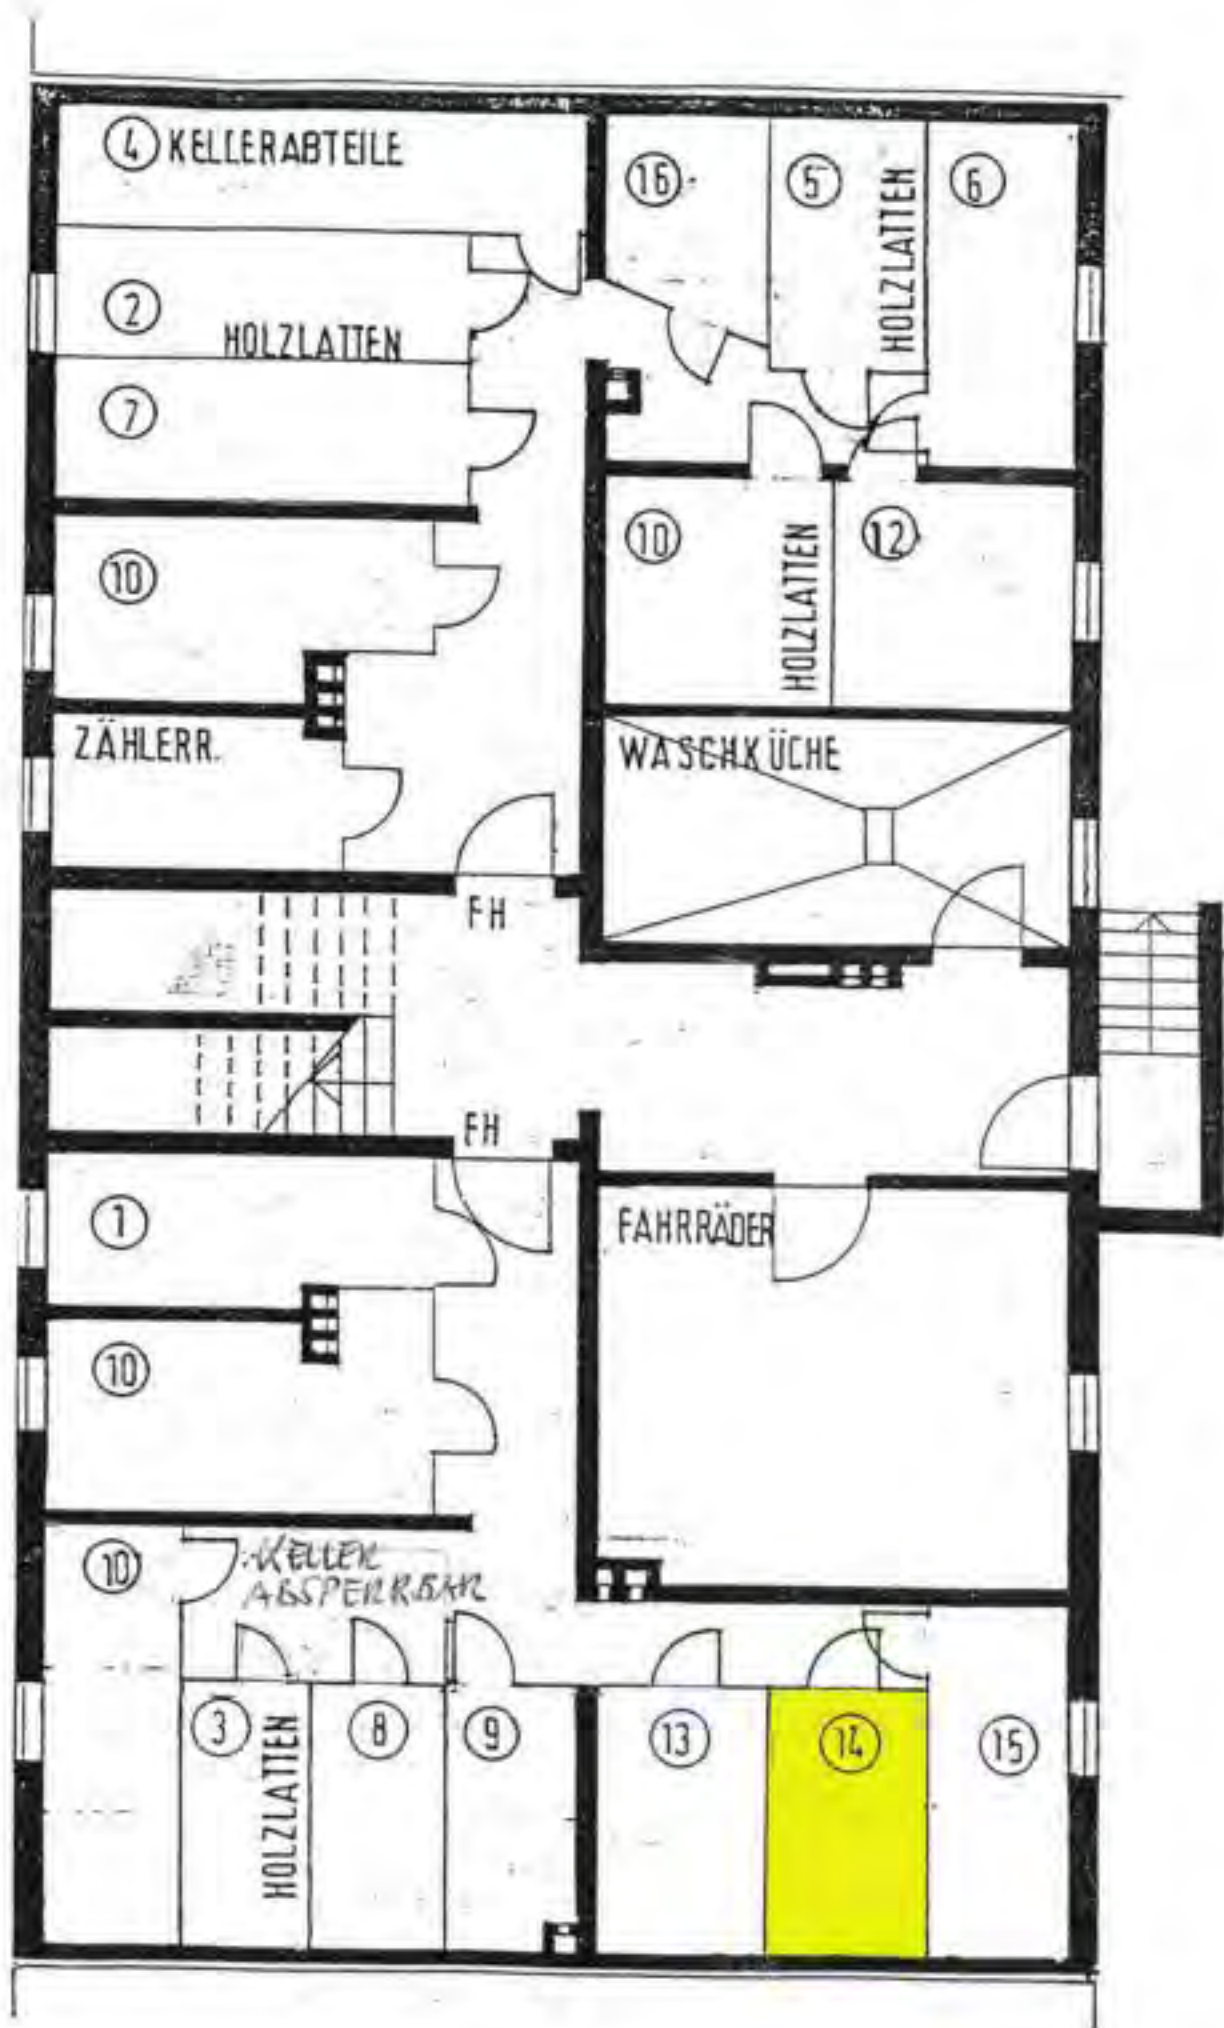 4 KELLERABTEILE
16
5
HOLZLATTEN
6
2
HOLZLATTEN
7
10
10
HOLZLATTEN
12
ZÄHLERR.
WASCHKÜCHE
FH
FH
1
FAHRRÄDER
10
10
KELLER
ABSPERRBAR
3
HOLZLATTEN
8
9
13
14
15